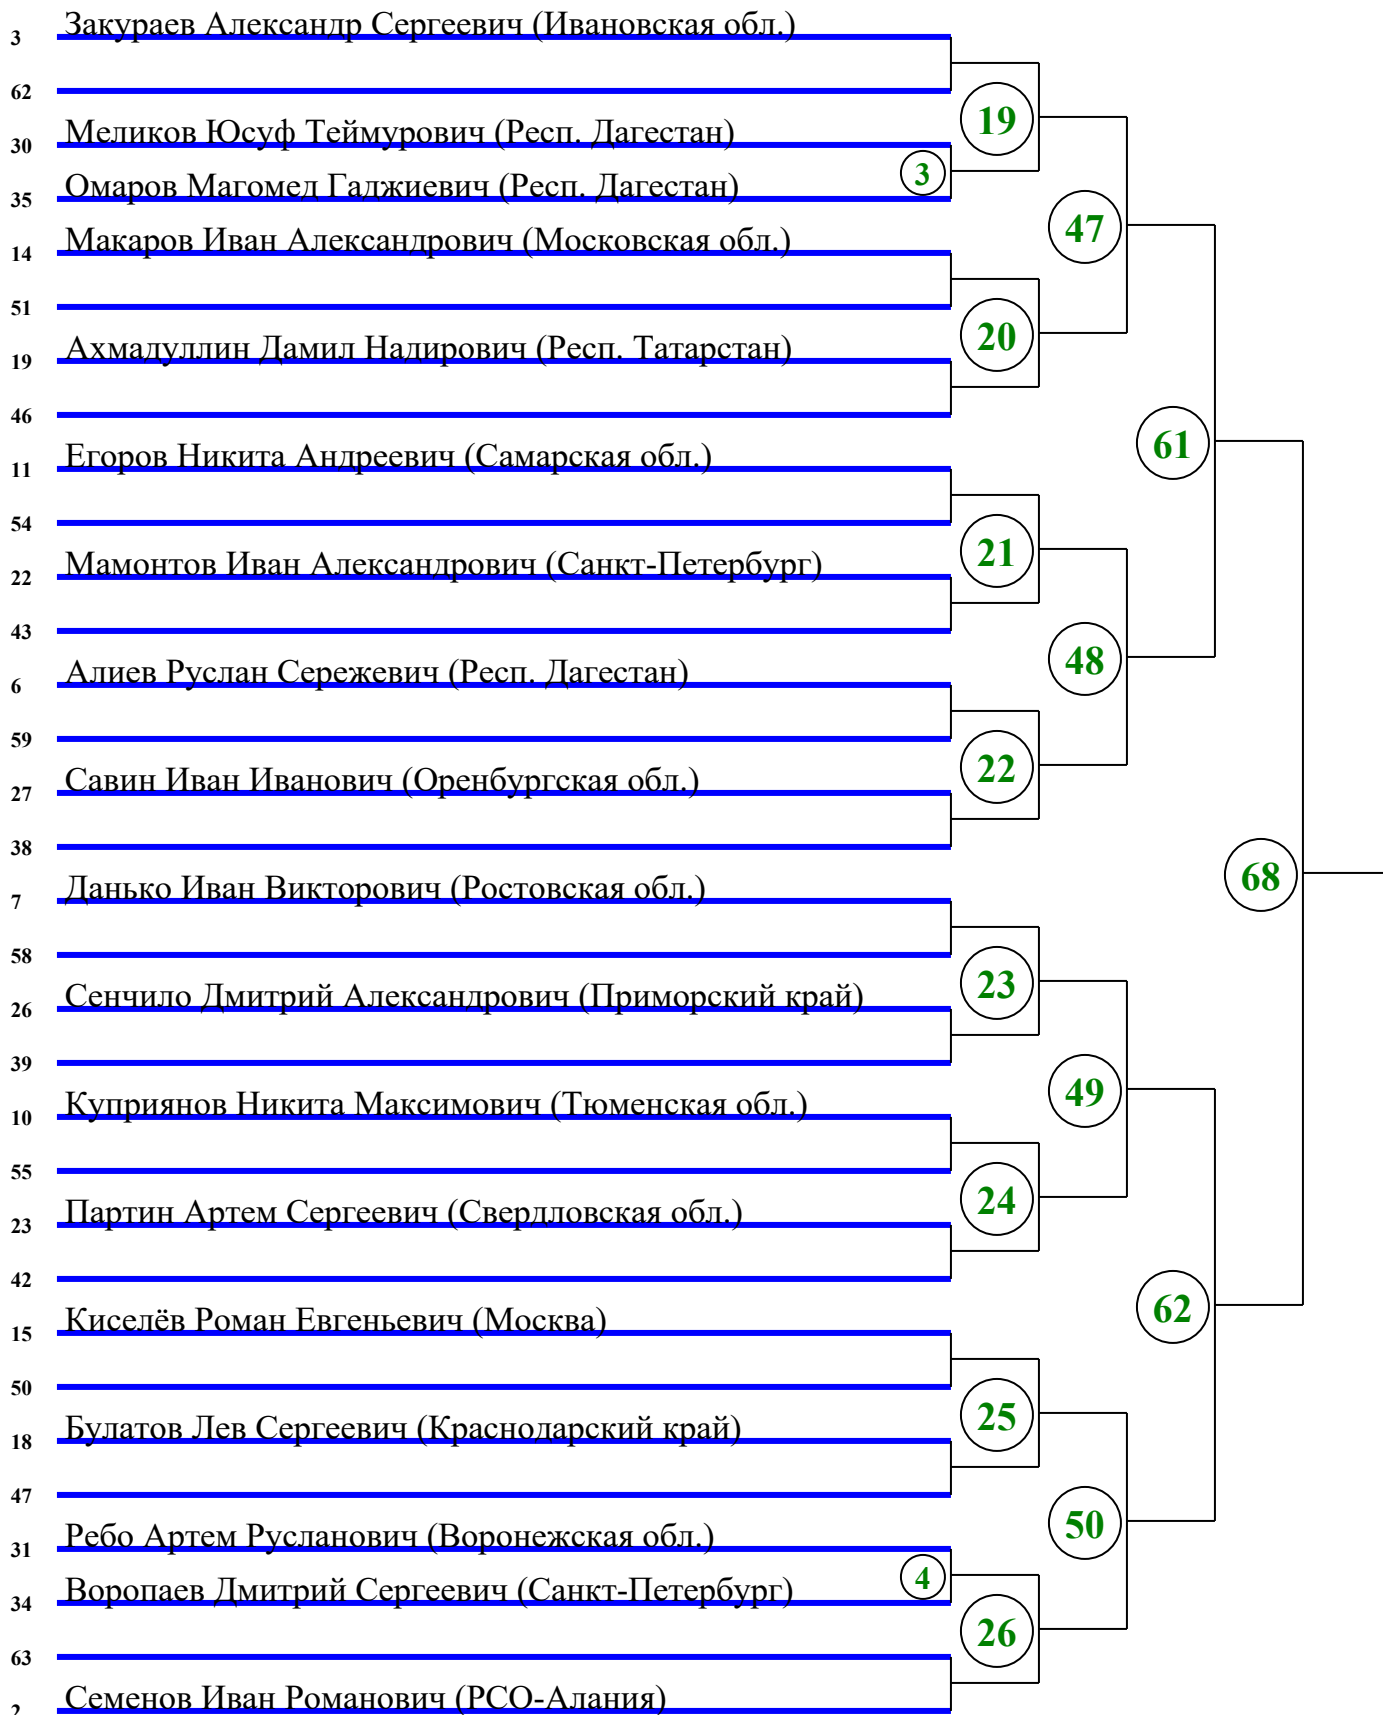 3 Закураев Александр Сергеевич (Ивановская обл.)
62
19
30 Меликов Юсуф Теймурович (Респ. Дагестан)
3
35 Омаров Магомед Гаджиевич (Респ. Дагестан)
47
14 Макаров Иван Александрович (Московская обл.)
51
20
19 Ахмадуллин Дамил Надирович (Респ. Татарстан)
46
61
11 Егоров Никита Андреевич (Самарская обл.)
54
21
22 Мамонтов Иван Александрович (Санкт-Петербург)
43
48
6 Алиев Руслан Сережевич (Респ. Дагестан)
59
22
27 Савин Иван Иванович (Оренбургская обл.)
38
68
7 Данько Иван Викторович (Ростовская обл.)
58
23
26 Сенчило Дмитрий Александрович (Приморский край)
39
49
10 Куприянов Никита Максимович (Тюменская обл.)
55
24
23 Партин Артем Сергеевич (Свердловская обл.)
42
62
15 Киселёв Роман Евгеньевич (Москва)
50
25
18 Булатов Лев Сергеевич (Краснодарский край)
47
50
31 Ребо Артем Русланович (Воронежская обл.)
4
34 Воропаев Дмитрий Сергеевич (Санкт-Петербург)
26
63
2 Семенов Иван Романович (РСО-Алания)